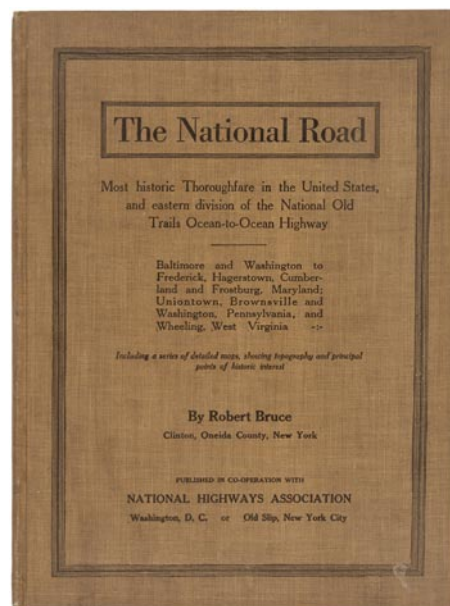 The National Road
Most historic Thoroughfare in the United States,
and eastern division of the National Old
Trails Ocean-to-Ocean Highway
Baltimore and Washington to
Frederick, Hagerstown, Cumber-
land and Frostburg, Maryland;
Uniontown, Brownsville and
Washington, Pennsylvania, and
Wheeling, West Virginia -:-
Including a series of detailed maps, showing topography and principal
points of historic interest
By Robert Bruce
Clinton, Oneida County, New York
PUBLISHED IN CO-OPERATION WITH
NATIONAL HIGHWAYS ASSOCIATION
Washington, D. C. or Old Slip, New York City